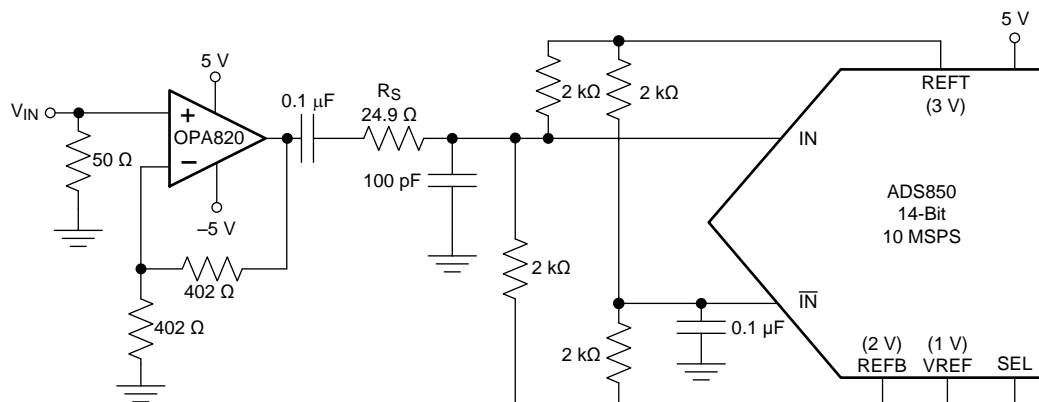 5 V
REFT
(3 V)
2 kΩ
2 kΩ
5 V
0.1 µF
RS
24.9 Ω
VIN
+
OPA820
−
50 Ω
–5 V
100 pF
IN
ADS850
14-Bit
10 MSPS
402 Ω
2 kΩ
IN
402 Ω
2 kΩ
0.1 µF
(2 V)
REFB
(1 V)
VREF
SEL